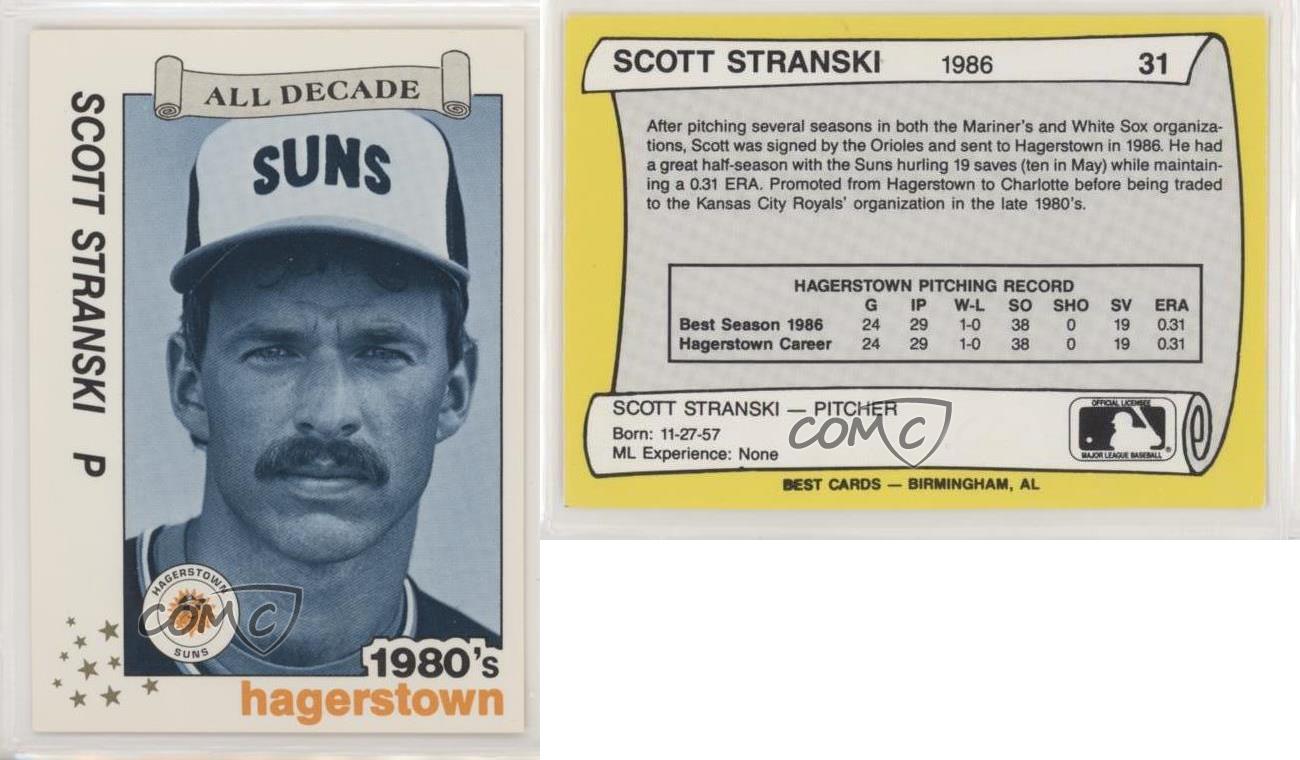 ALL DECADE
SUNS
SCOTT STRANSKI P
HAGERSTOWN
SUNS
COMC
1980's
hagerstown
SCOTT STRANSKI 1986 31
After pitching several seasons in both the Mariner's and White Sox organiza-
tions, Scott was signed by the Orioles and sent to Hagerstown in 1986. He had
a great half-season with the Suns hurling 19 saves (ten in May) while maintain-
ing a 0.31 ERA. Promoted from Hagerstown to Charlotte before being traded
to the Kansas City Royals' organization in the late 1980's.
HAGERSTOWN PITCHING RECORD
G IP W-L SO SHO SV ERA
Best Season 1986 24 29 1-0 38 0 19 0.31
Hagerstown Career 24 29 1-0 38 0 19 0.31
SCOTT STRANSKI — PITCHER
Born: 11-27-57
ML Experience: None
COMC
OFFICIAL LICENSEE
MAJOR LEAGUE BASEBALL
BEST CARDS — BIRMINGHAM, AL